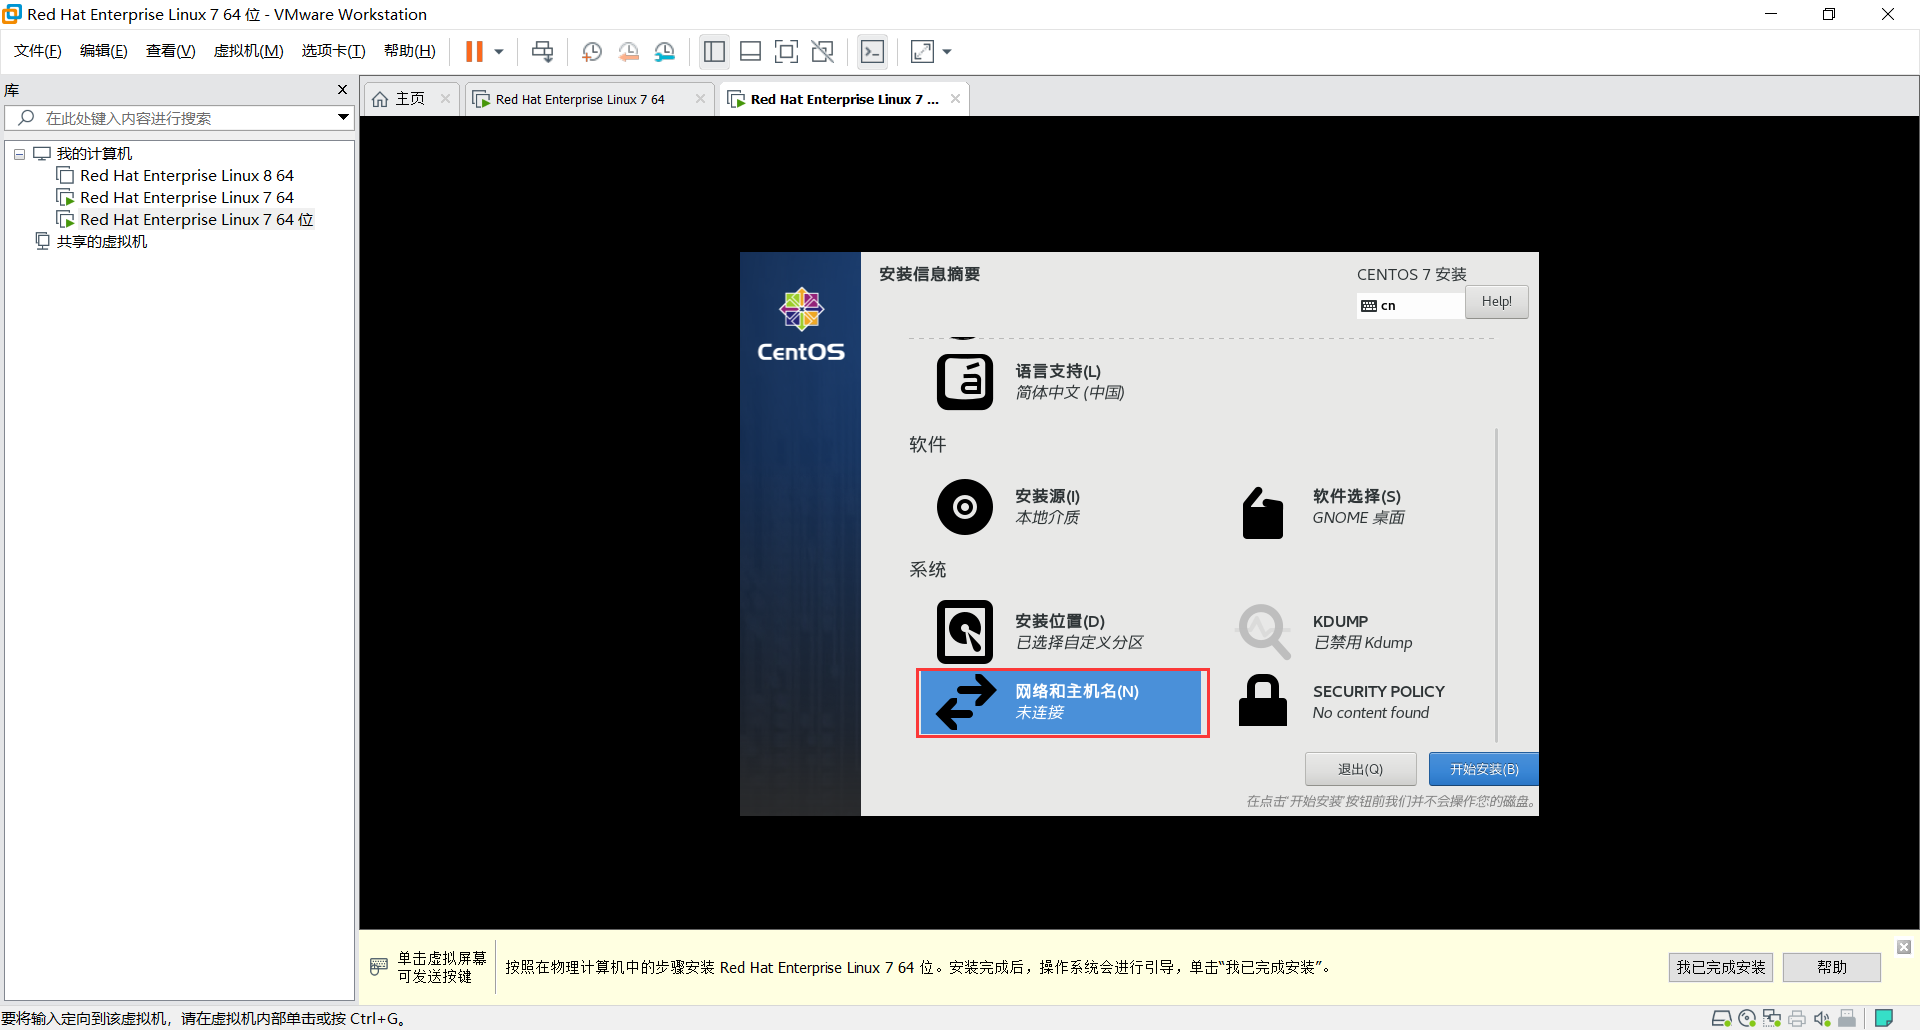 Red Hat Enterprise Linux 7 64 位 - VMware Workstation
文件(F) 编辑(E) 查看(V) 虚拟机(M) 选项卡(T) 帮助(H)
库
在此处键入内容进行搜索
我的计算机
Red Hat Enterprise Linux 8 64
Red Hat Enterprise Linux 7 64
Red Hat Enterprise Linux 7 64 位
共享的虚拟机
主页
Red Hat Enterprise Linux 7 64
Red Hat Enterprise Linux 7 ...
CentOS
安装信息摘要
CENTOS 7 安装
cn
Help!
语言支持(L)
简体中文 (中国)
软件
安装源(I)
本地介质
软件选择(S)
GNOME 桌面
系统
安装位置(D)
已选择自定义分区
KDUMP
已禁用 Kdump
网络和主机名(N)
未连接
SECURITY POLICY
No content found
退出(Q)
开始安装(B)
在点击'开始安装'按钮前我们并不会操作您的磁盘。
单击虚拟屏幕
可发送按键
按照在物理计算机中的步骤安装 Red Hat Enterprise Linux 7 64 位。安装完成后，操作系统会进行引导，单击“我已完成安装”。
我已完成安装
帮助
要将输入定向到该虚拟机，请在虚拟机内部单击或按 Ctrl+G。